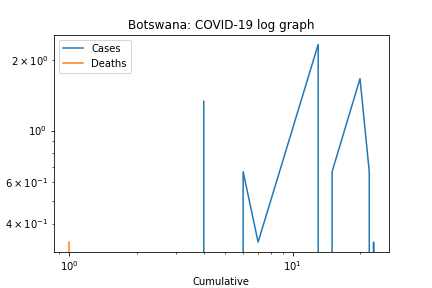 Botswana: COVID-19 log graph
Cases
Deaths
2 × 10⁰
10⁰
6 × 10⁻¹
4 × 10⁻¹
10⁰ 10¹
Cumulative